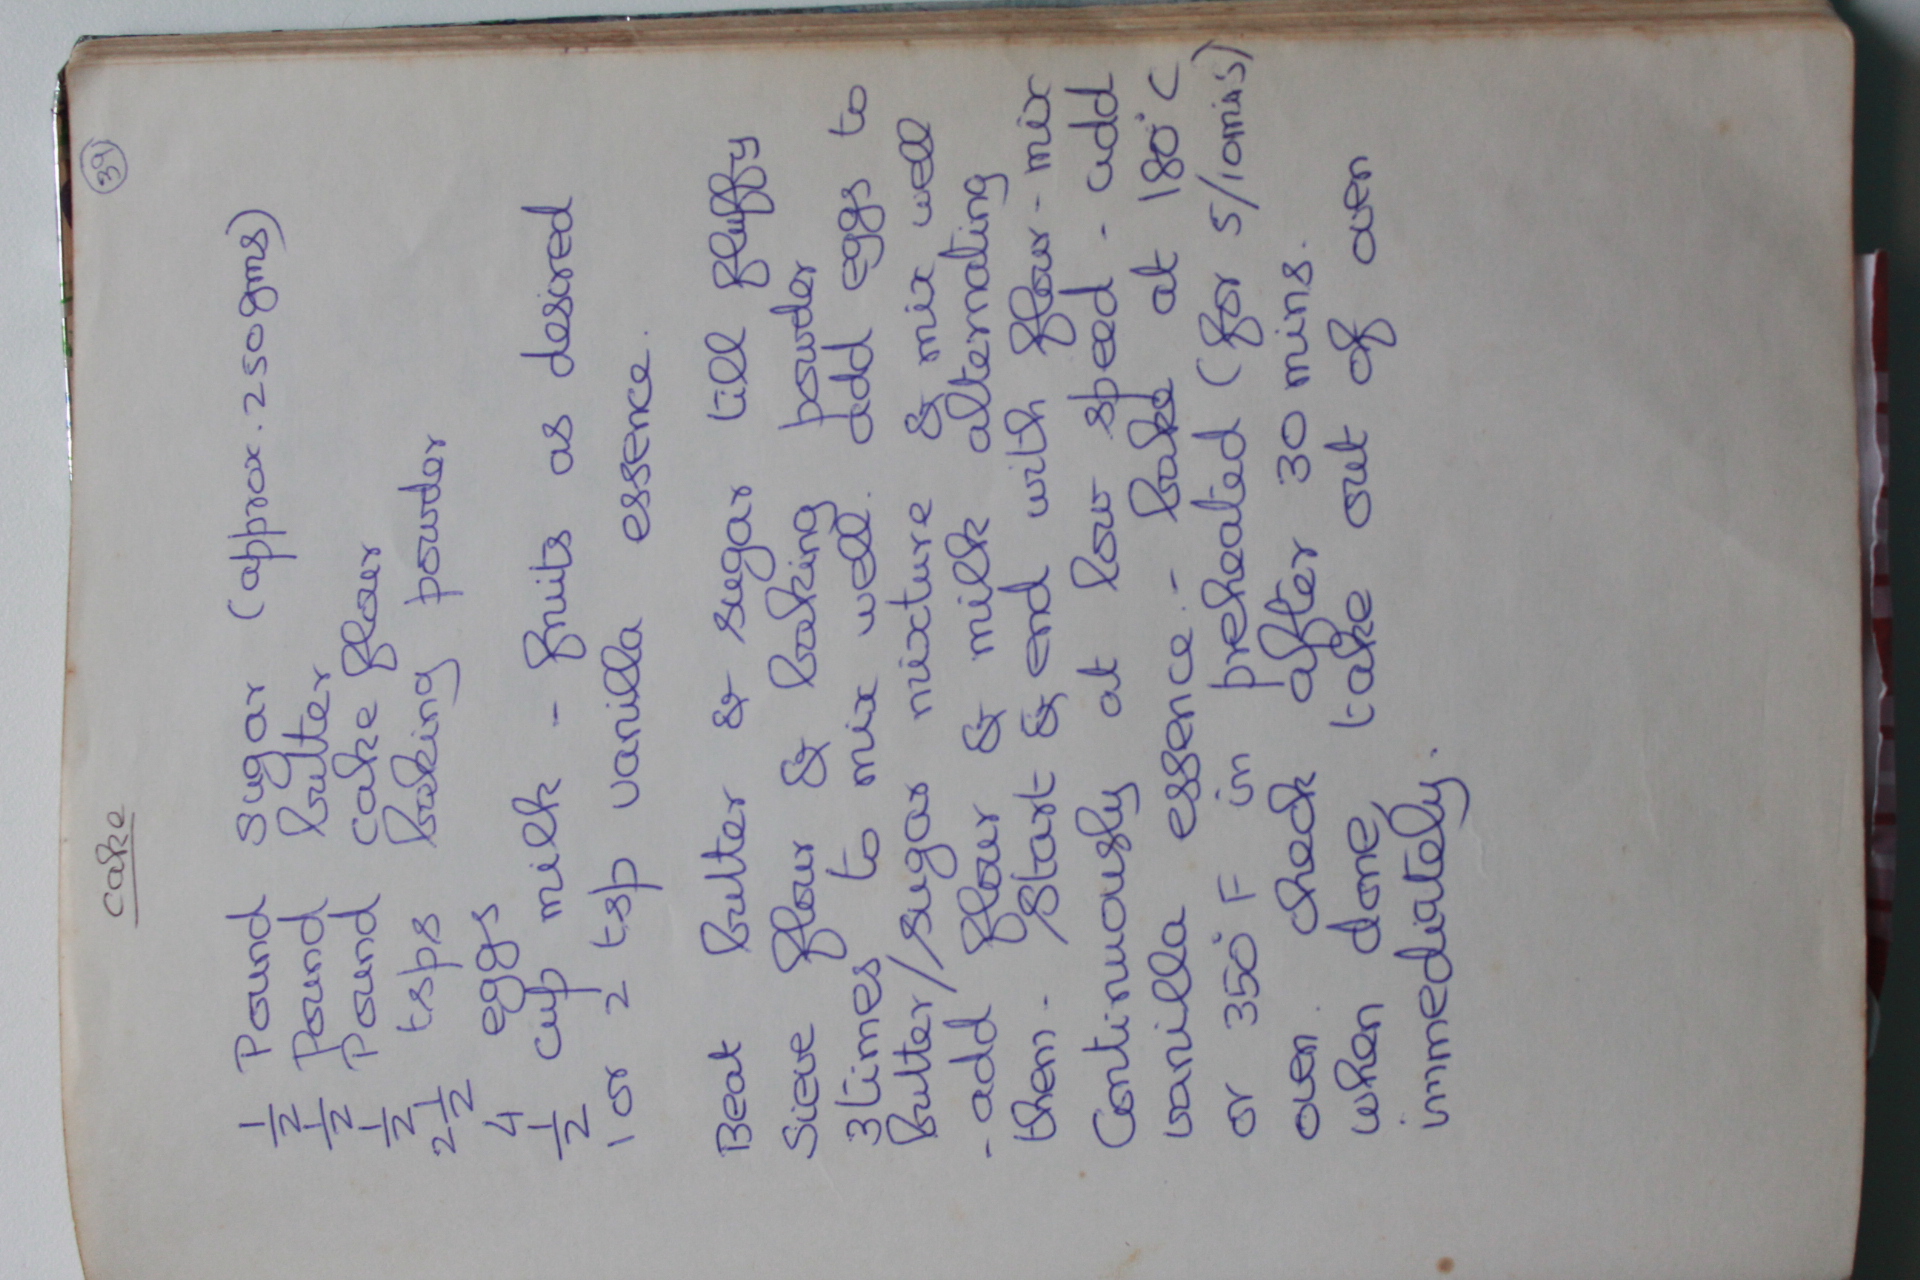 39
Cake
1/2 Pound Sugar (approx. 250gms)
1/2 Pound butter
1/2 Pound cake flour
2 1/2 tsps baking powder
4 eggs
1/2 cup milk - fruits as desired
1 or 2 tsp vanilla essence.
Beat butter & sugar till fluffy
Sieve flour & baking powder
3 times to mix well. add eggs to
butter/sugar mixture & mix well
- add flour & milk alternating
them - Start & end with flour - mix
Continuously at low speed - add
vanilla essence. - bake at 180°C
or 350°F in preheated (for 5/10mins)
oven. check after 30 mins.
when done, take out of oven
immediately.